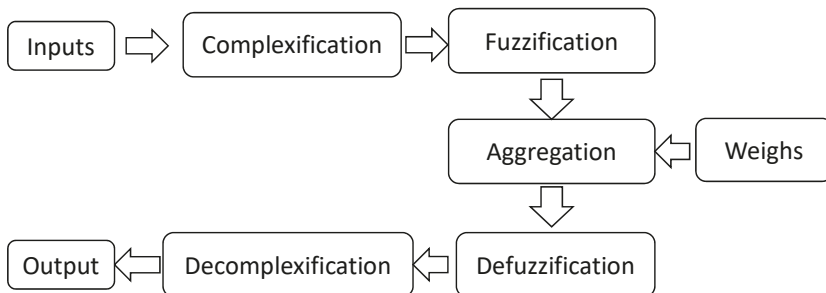 Inputs
Complexification
Fuzzification
Aggregation
Weighs
Defuzzification
Decomplexification
Output